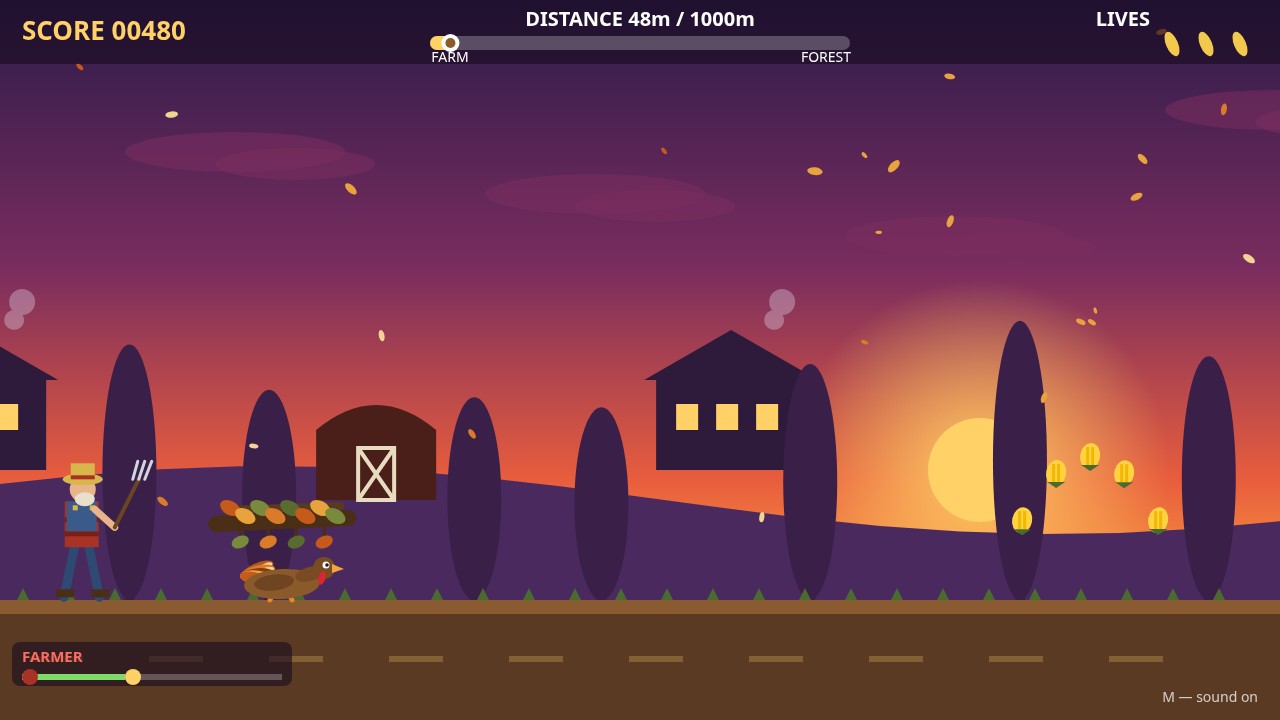 SCORE 00480
DISTANCE 48m / 1000m
FARM
FOREST
LIVES
FARMER
M — sound on